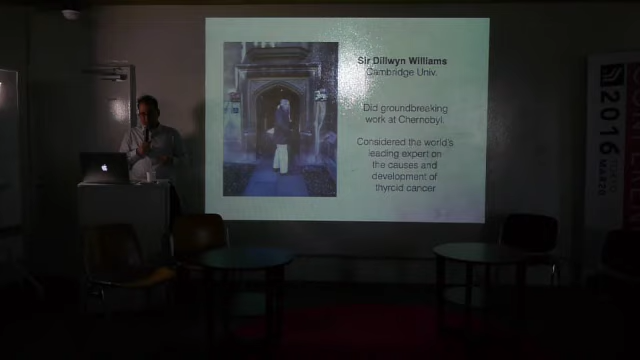 Sir Dillwyn Williams
Cambridge Univ.
Did groundbreaking
work at Chernobyl.
Considered the world's
leading expert on
the causes and
development of
thyroid cancer
2016